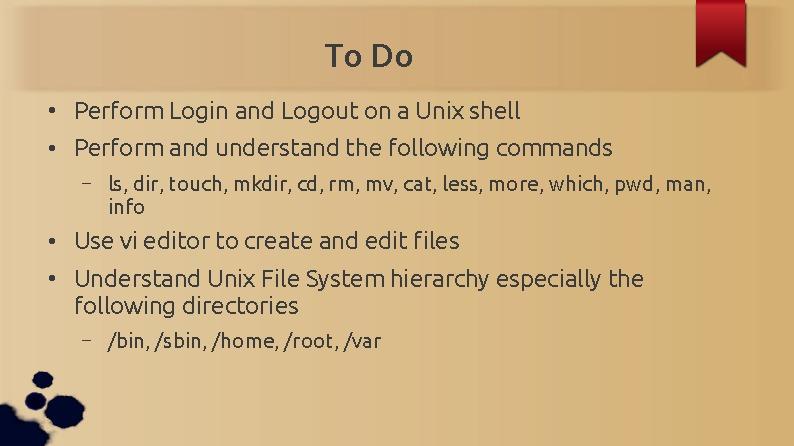 To Do
• Perform Login and Logout on a Unix shell
• Perform and understand the following commands
– ls, dir, touch, mkdir, cd, rm, mv, cat, less, more, which, pwd, man,
info
• Use vi editor to create and edit files
• Understand Unix File System hierarchy especially the
following directories
– /bin, /sbin, /home, /root, /var